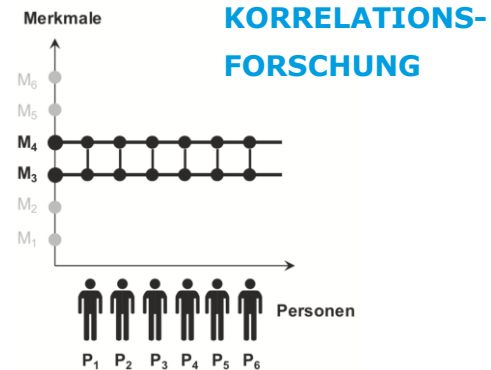 Merkmale
KORRELATIONS-
FORSCHUNG
M6
M5
M4
M3
M2
M1
Personen
P1 P2 P3 P4 P5 P6